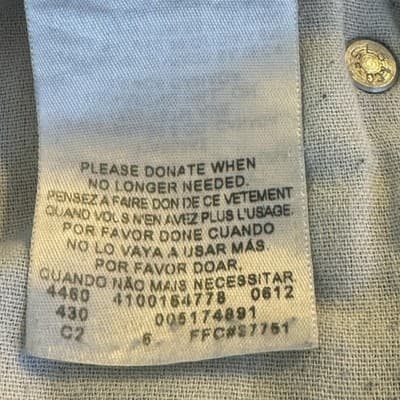 PLEASE DONATE WHEN
NO LONGER NEEDED.
PENSEZ A FAIRE DON DE CE VETEMENT
QUAND VOUS N'EN AVEZ PLUS L'USAGE.
POR FAVOR DONE CUANDO
NO LO VAYA A USAR MÁS.
POR FAVOR DOAR,
QUANDO NÃO MAIS NECESSITAR.
4460 4100164778 0612
430 005174891
C2 6 FFC#87751